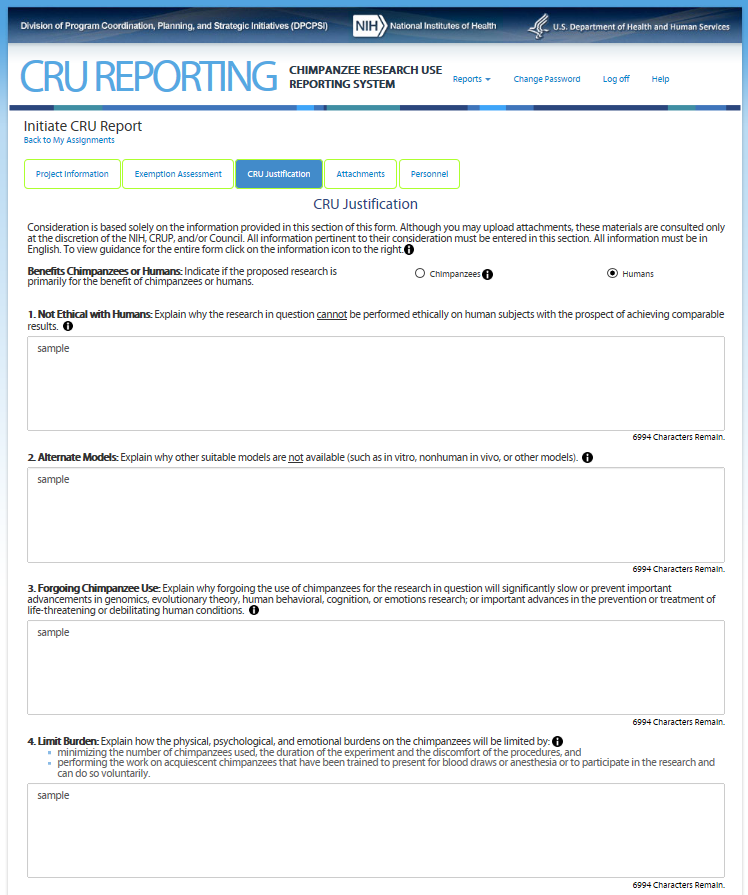 Division of Program Coordination, Planning, and Strategic Initiatives (DPCPSI)
NIH National Institutes of Health
U.S. Department of Health and Human Services
CRU REPORTING
CHIMPANZEE RESEARCH USE
REPORTING SYSTEM
Reports
Change Password
Log off
Help
Initiate CRU Report
Back to My Assignments
Project Information
Exemption Assessment
CRU Justification
Attachments
Personnel
CRU Justification
Consideration is based solely on the information provided in this section of this form. Although you may upload attachments, these materials are consulted only
at the discretion of the NIH, CRUP, and/or Council. All information pertinent to their consideration must be entered in this section. All information must be in
English. To view guidance for the entire form click on the information icon to the right.
Benefits Chimpanzees or Humans: Indicate if the proposed research is
primarily for the benefit of chimpanzees or humans.
Chimpanzees
Humans
1. Not Ethical with Humans: Explain why the research in question cannot be performed ethically on human subjects with the prospect of achieving comparable
results.
sample
6994 Characters Remain.
2. Alternate Models: Explain why other suitable models are not available (such as in vitro, nonhuman in vivo, or other models).
sample
6994 Characters Remain.
3. Forgoing Chimpanzee Use: Explain why forgoing the use of chimpanzees for the research in question will significantly slow or prevent important
advancements in genomics, evolutionary theory, human behavioral, cognition, or emotions research; or important advances in the prevention or treatment of
life-threatening or debilitating human conditions.
sample
6994 Characters Remain.
4. Limit Burden: Explain how the physical, psychological, and emotional burdens on the chimpanzees will be limited by:
minimizing the number of chimpanzees used, the duration of the experiment and the discomfort of the procedures, and
performing the work on acquiescent chimpanzees that have been trained to present for blood draws or anesthesia or to participate in the research and
can do so voluntarily.
sample
6994 Characters Remain.